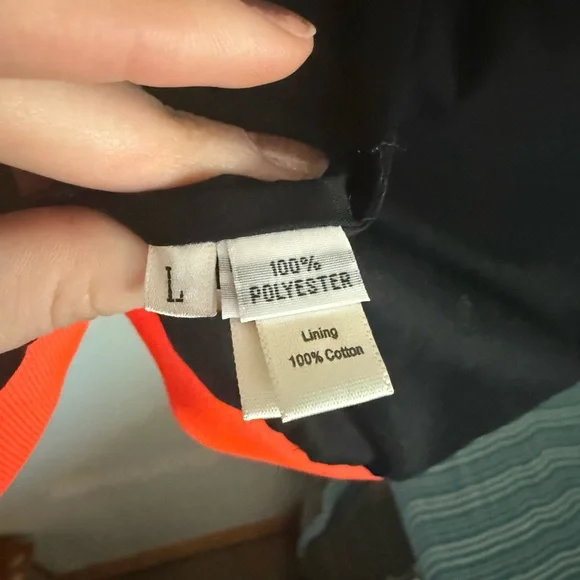 L
100%
POLYESTER
Lining
100% Cotton